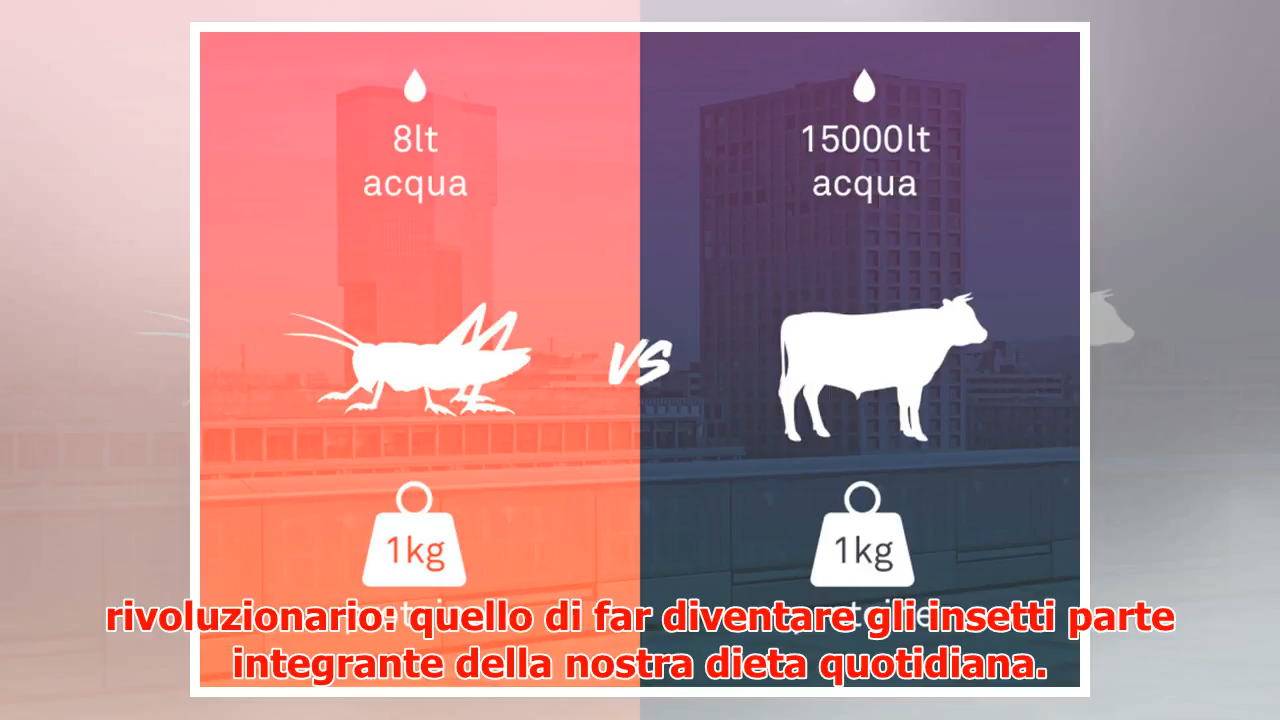 8lt
acqua
15000lt
acqua
vs
1kg
1kg
rivoluzionario: quello di far diventare gli insetti parte
integrante della nostra dieta quotidiana.